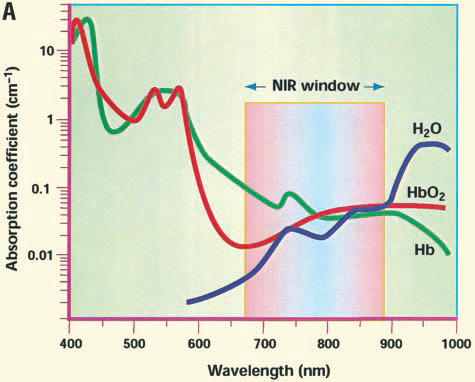 A
Absorption coefficient (cm⁻¹)
10
1
0.1
0.01
NIR window
H₂O
HbO₂
Hb
400 500 600 700 800 900 1000
Wavelength (nm)